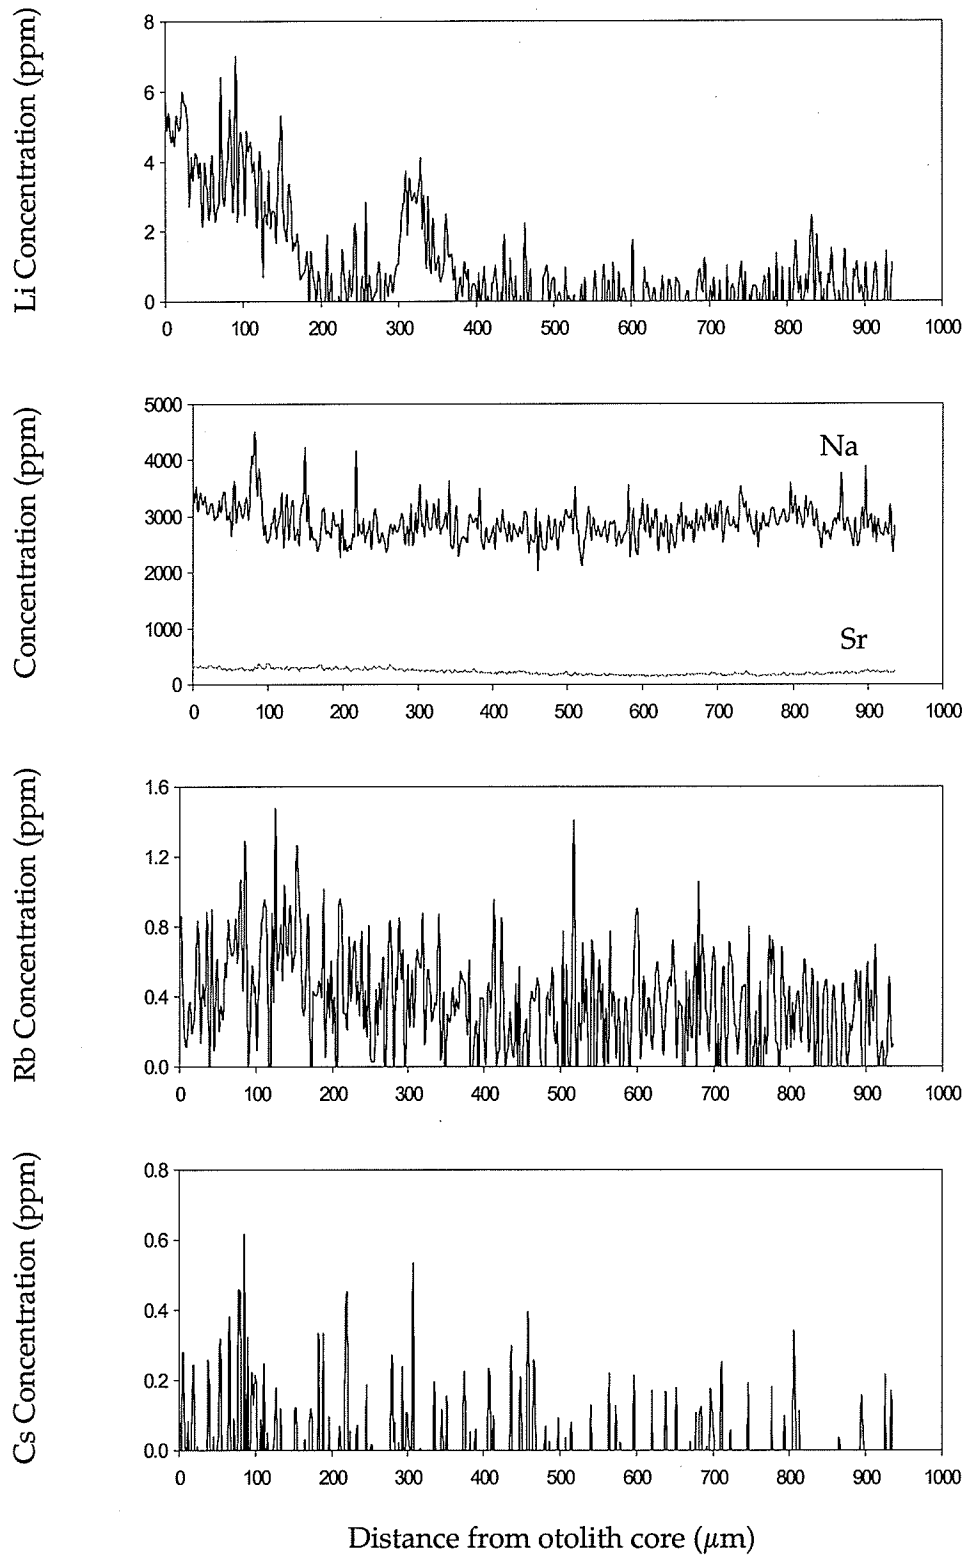 Li Concentration (ppm)
8
6
4
2
0
0 100 200 300 400 500 600 700 800 900 1000
Concentration (ppm)
5000
4000
3000
2000
1000
0
Na
Sr
0 100 200 300 400 500 600 700 800 900 1000
Rb Concentration (ppm)
1.6
1.2
0.8
0.4
0.0
0 100 200 300 400 500 600 700 800 900 1000
Cs Concentration (ppm)
0.8
0.6
0.4
0.2
0.0
0 100 200 300 400 500 600 700 800 900 1000
Distance from otolith core (μm)